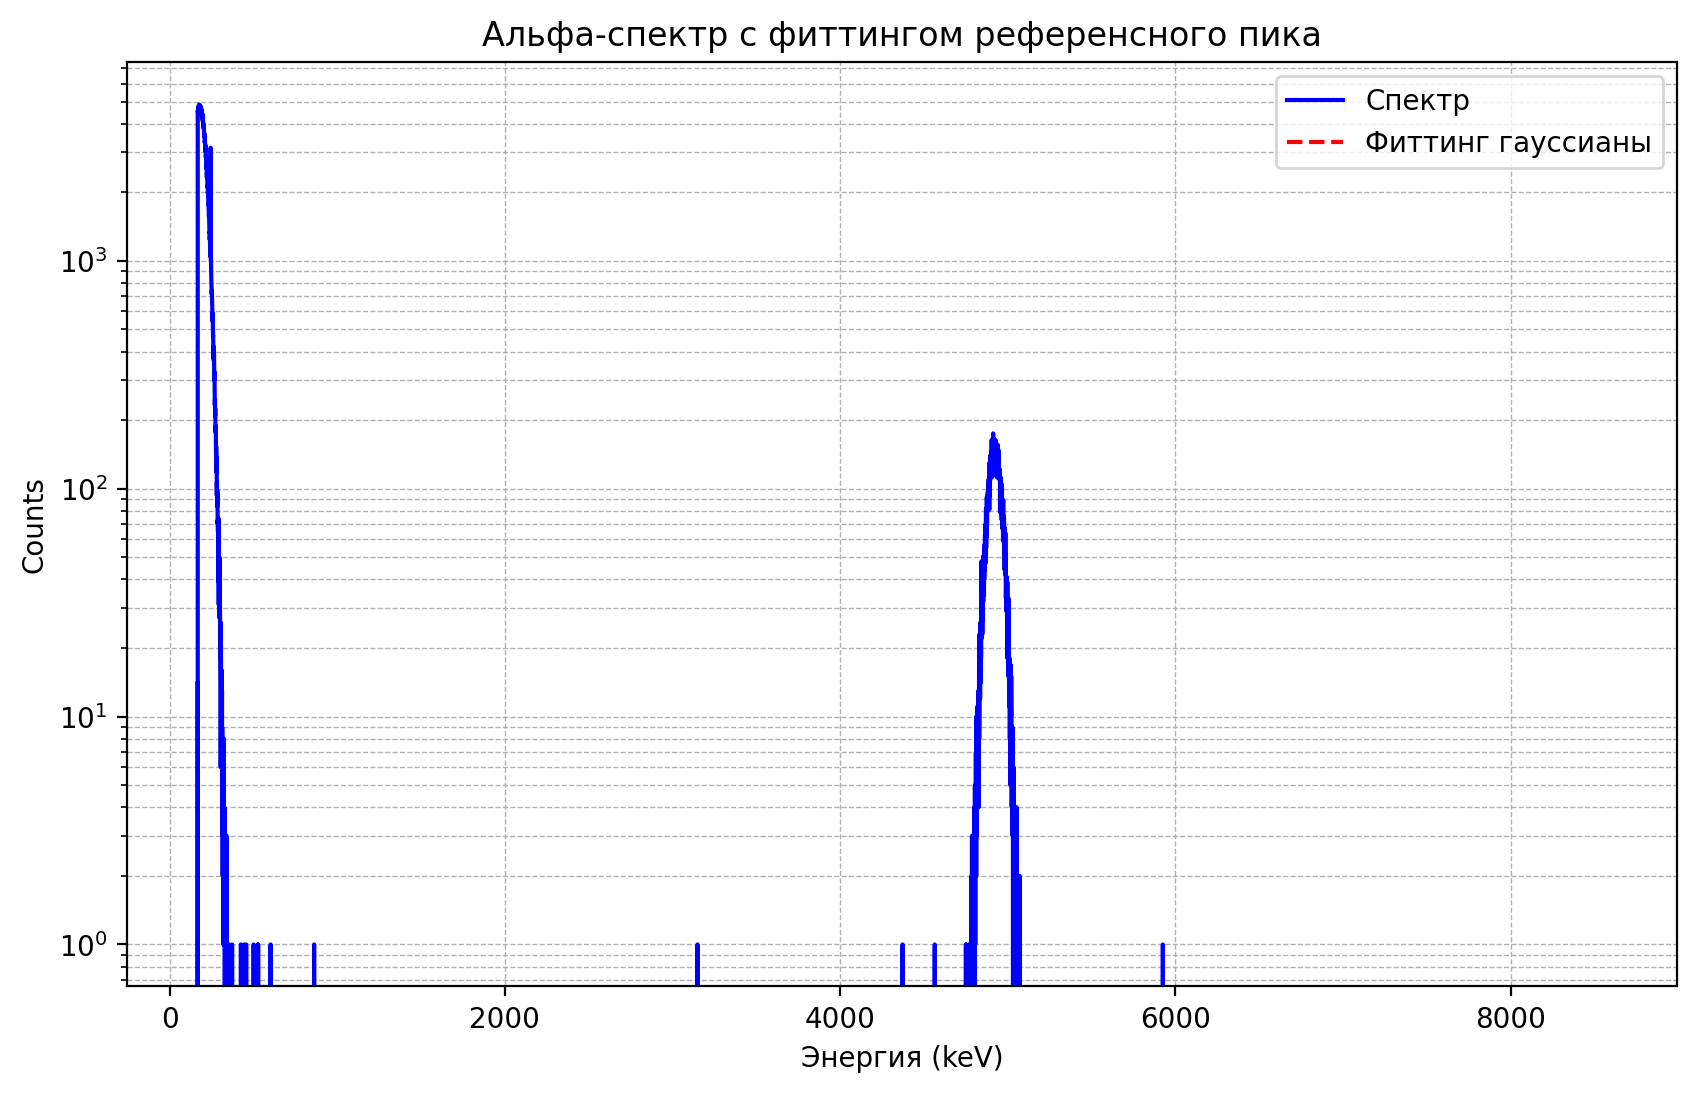 Альфа-спектр с фиттингом референсного пика
Спектр
Фиттинг гауссианы
Counts
10³
10²
10¹
10⁰
0 2000 4000 6000 8000
Энергия (keV)